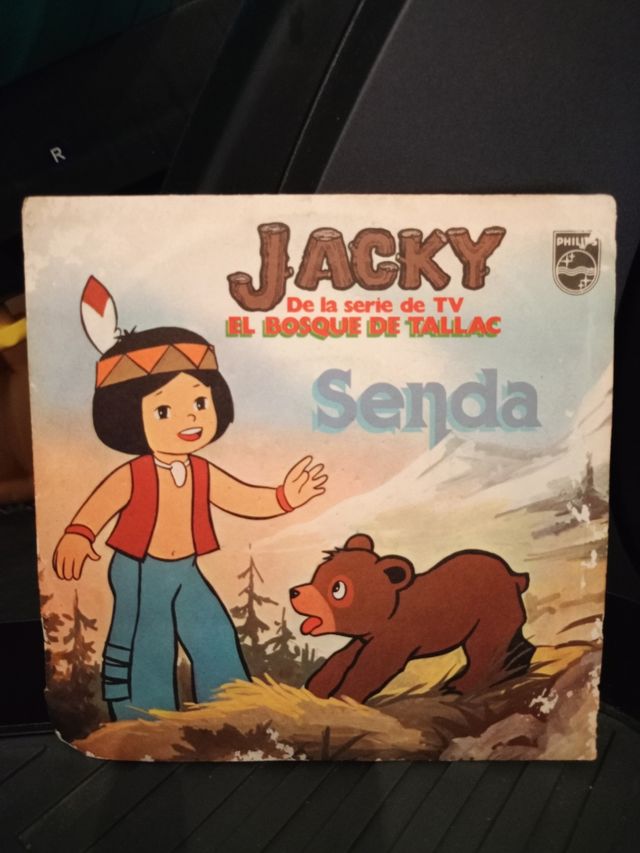 R
JACKY
PHILIPS
De la serie de TV
EL BOSQUE DE TALLAC
Senda